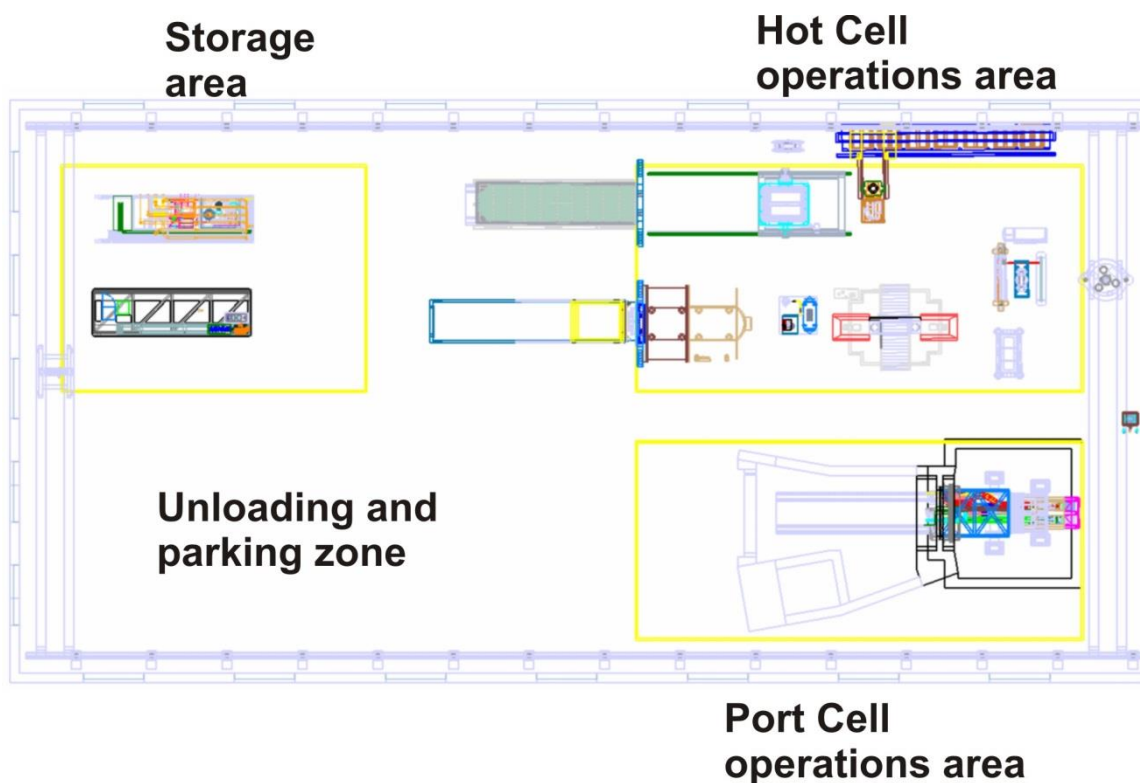 Storage
area
Hot Cell
operations area
Unloading and
parking zone
Port Cell
operations area